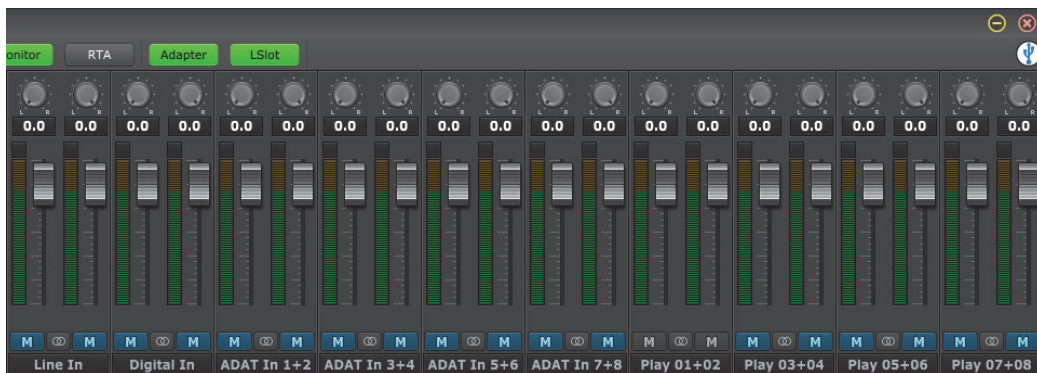 onitor RTA Adapter LSlot
L R L R L R L R L R L R L R L R L R L R L R L R L R L R L R L R L R L R L R L R
0.0 0.0 0.0 0.0 0.0 0.0 0.0 0.0 0.0 0.0 0.0 0.0 0.0 0.0 0.0 0.0 0.0 0.0 0.0 0.0
M M M M M M M M M M M M M M M M M M M M
Line In Digital In ADAT In 1+2 ADAT In 3+4 ADAT In 5+6 ADAT In 7+8 Play 01+02 Play 03+04 Play 05+06 Play 07+08